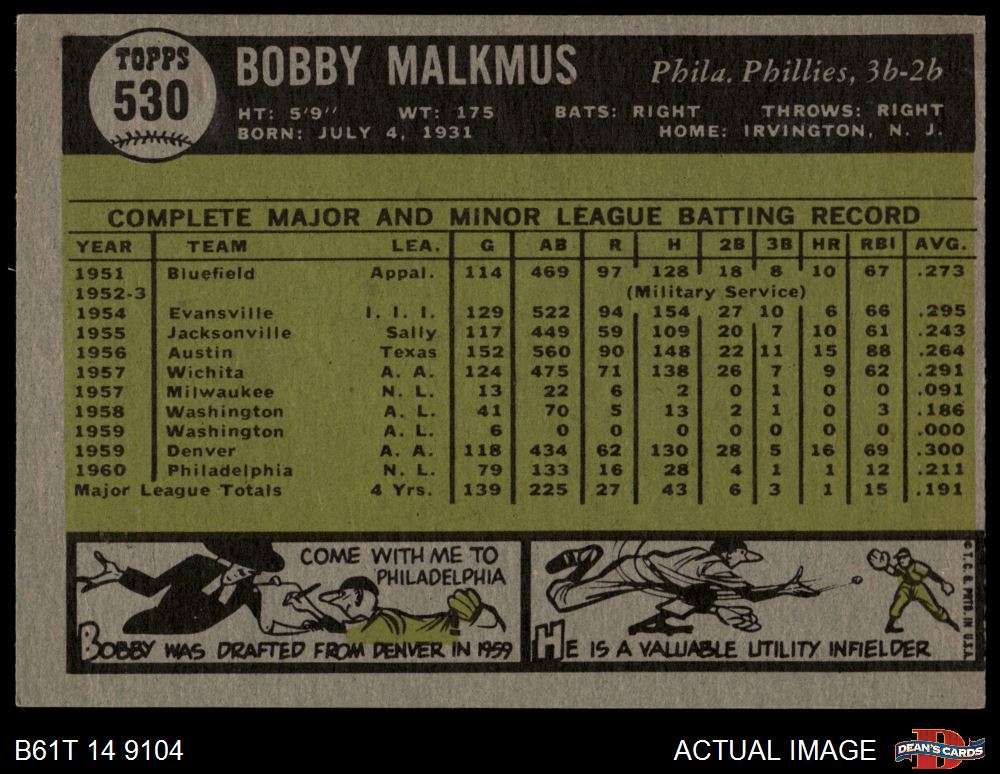 TOPPS
530
BOBBY MALKMUS
Phila. Phillies, 3b-2b
HT: 5'9" WT: 175 BATS: RIGHT THROWS: RIGHT
BORN: JULY 4, 1931 HOME: IRVINGTON, N. J.
COMPLETE MAJOR AND MINOR LEAGUE BATTING RECORD
YEAR TEAM LEA. G AB R H 2B 3B HR RBI AVG.
1951 Bluefield Appal. 114 469 97 128 18 8 10 67 .273
1952-3 (Military Service)
1954 Evansville I. I. I. 129 522 94 154 27 10 6 66 .295
1955 Jacksonville Sally 117 449 59 109 20 7 10 61 .243
1956 Austin Texas 152 560 90 148 22 11 15 88 .264
1957 Wichita A. A. 124 475 71 138 26 7 9 62 .291
1957 Milwaukee N. L. 13 22 6 2 0 1 0 0 .091
1958 Washington A. L. 41 70 5 13 2 1 0 3 .186
1959 Washington A. L. 6 0 0 0 0 0 0 0 .000
1959 Denver A. A. 118 434 62 130 28 5 16 69 .300
1960 Philadelphia N. L. 79 133 16 28 4 1 1 12 .211
Major League Totals 4 Yrs. 139 225 27 43 6 3 1 15 .191
COME WITH ME TO
PHILADELPHIA
BOBBY WAS DRAFTED FROM DENVER IN 1959
HE IS A VALUABLE UTILITY INFIELDER
© T. C. G. PRTD. IN U.S.A.
B61T 14 9104
ACTUAL IMAGE
DEAN'S CARDS